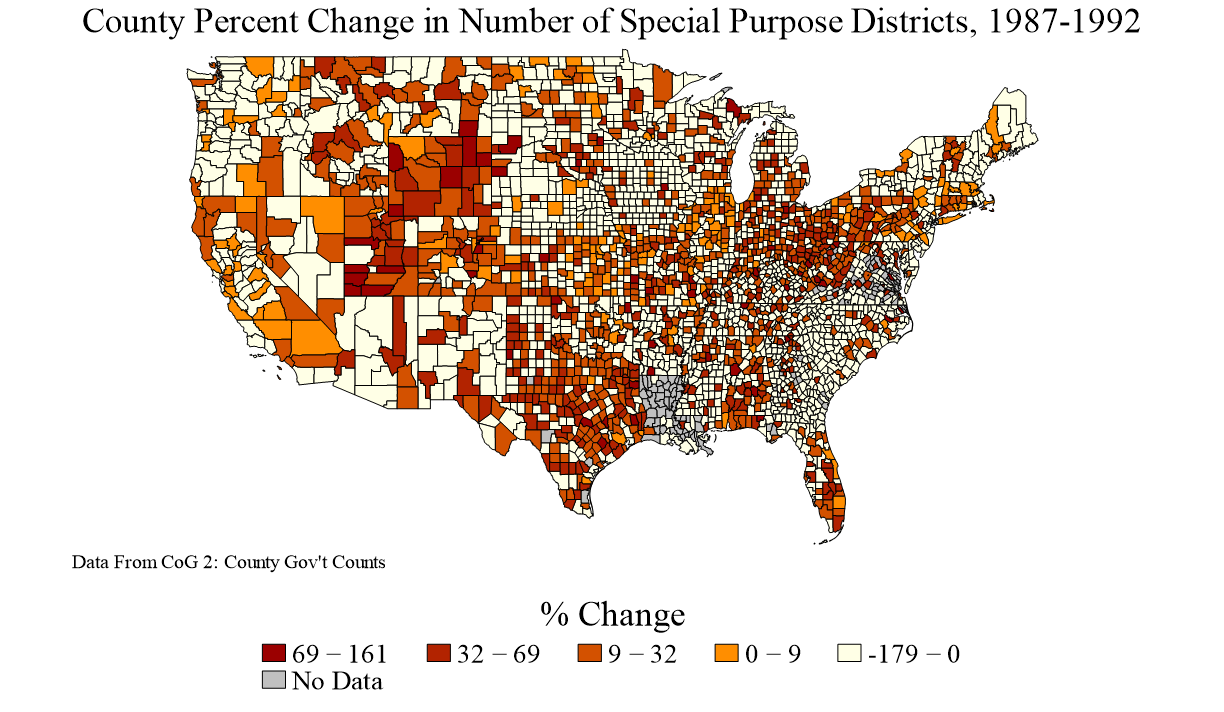 County Percent Change in Number of Special Purpose Districts, 1987-1992
Data From CoG 2: County Gov't Counts
% Change
69 − 161 32 − 69 9 − 32 0 − 9 -179 − 0
No Data